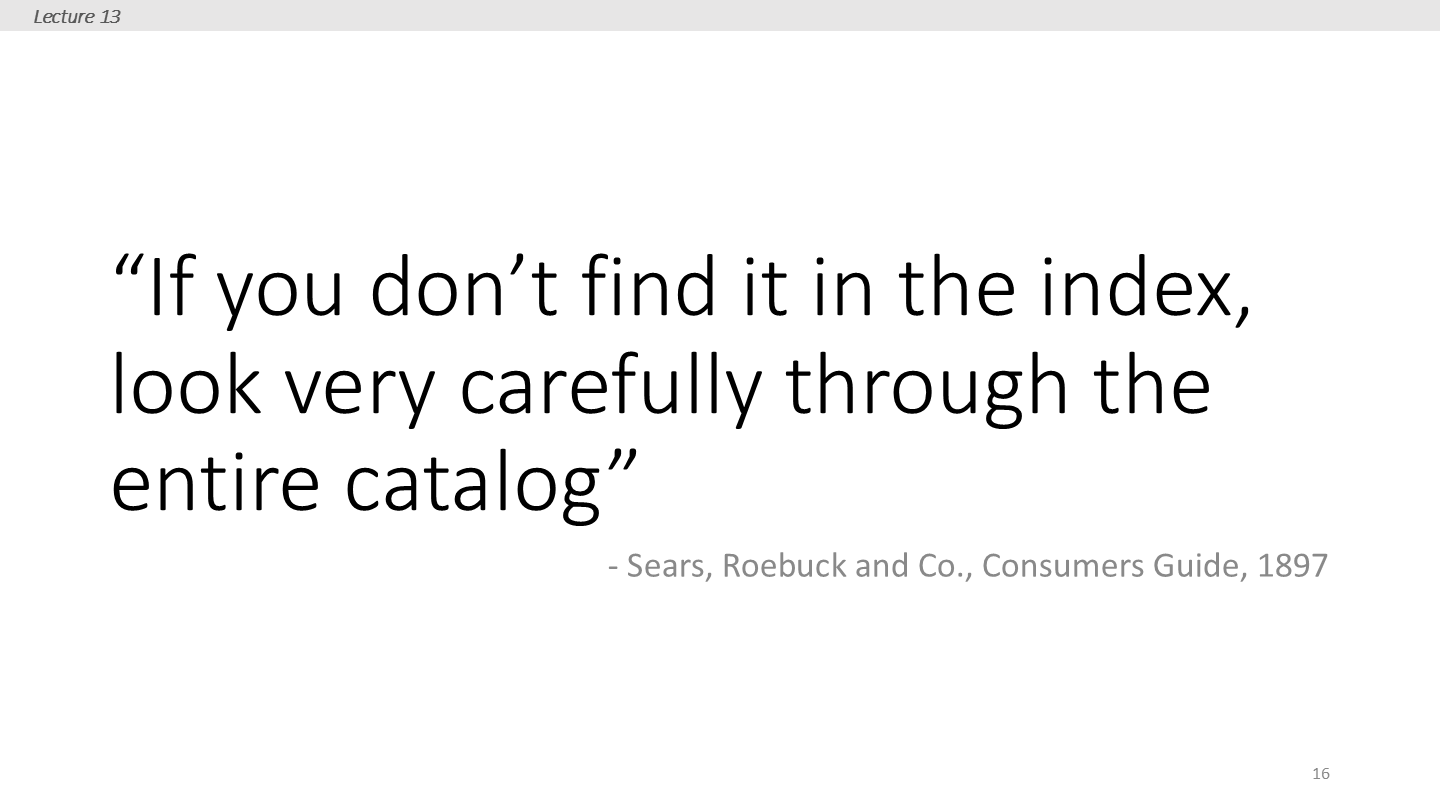 Lecture 13
“If you don’t find it in the index,
look very carefully through the
entire catalog”
- Sears, Roebuck and Co., Consumers Guide, 1897
16